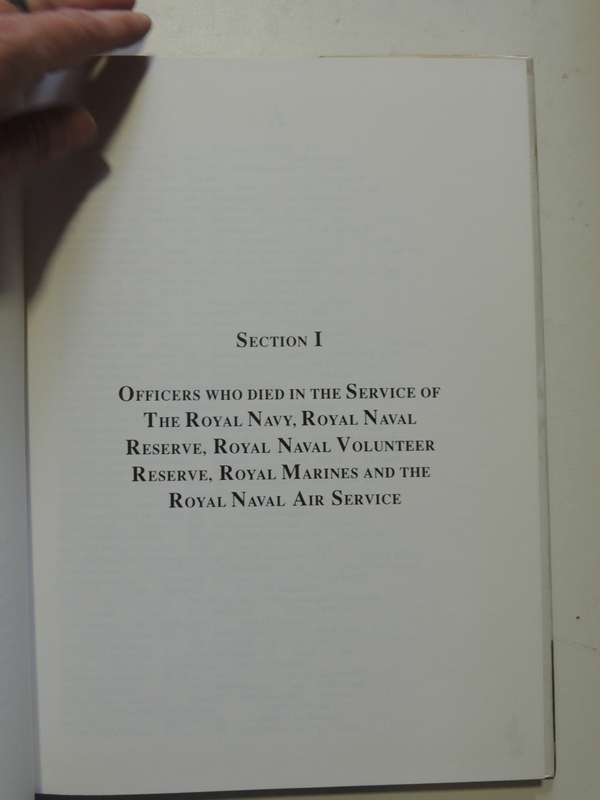 SECTION I
OFFICERS WHO DIED IN THE SERVICE OF
THE ROYAL NAVY, ROYAL NAVAL
RESERVE, ROYAL NAVAL VOLUNTEER
RESERVE, ROYAL MARINES AND THE
ROYAL NAVAL AIR SERVICE